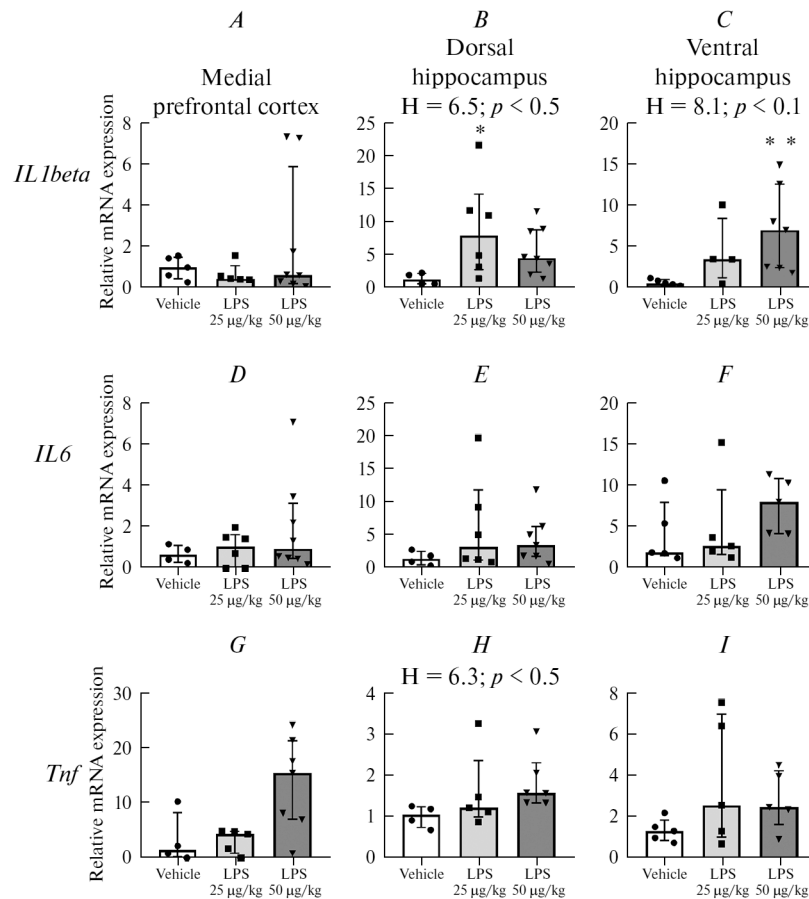 A B C
Medial
prefrontal cortex
Dorsal
hippocampus
H = 6.5; p < 0.5
Ventral
hippocampus
H = 8.1; p < 0.1
IL1beta
Relative mRNA expression
8
6
4
2
0
Vehicle LPS LPS
25 µg/kg 50 µg/kg
25
20
15
10
5
0
*
Vehicle LPS LPS
25 µg/kg 50 µg/kg
20
15
10
5
0
* *
Vehicle LPS LPS
25 µg/kg 50 µg/kg
D E F
IL6
Relative mRNA expression
8
6
4
2
0
Vehicle LPS LPS
25 µg/kg 50 µg/kg
25
20
15
10
5
0
Vehicle LPS LPS
25 µg/kg 50 µg/kg
20
15
10
5
0
Vehicle LPS LPS
25 µg/kg 50 µg/kg
G H I
H = 6.3; p < 0.5
Tnf
Relative mRNA expression
30
20
10
0
Vehicle LPS LPS
25 µg/kg 50 µg/kg
4
3
2
1
0
Vehicle LPS LPS
25 µg/kg 50 µg/kg
8
6
4
2
0
Vehicle LPS LPS
25 µg/kg 50 µg/kg